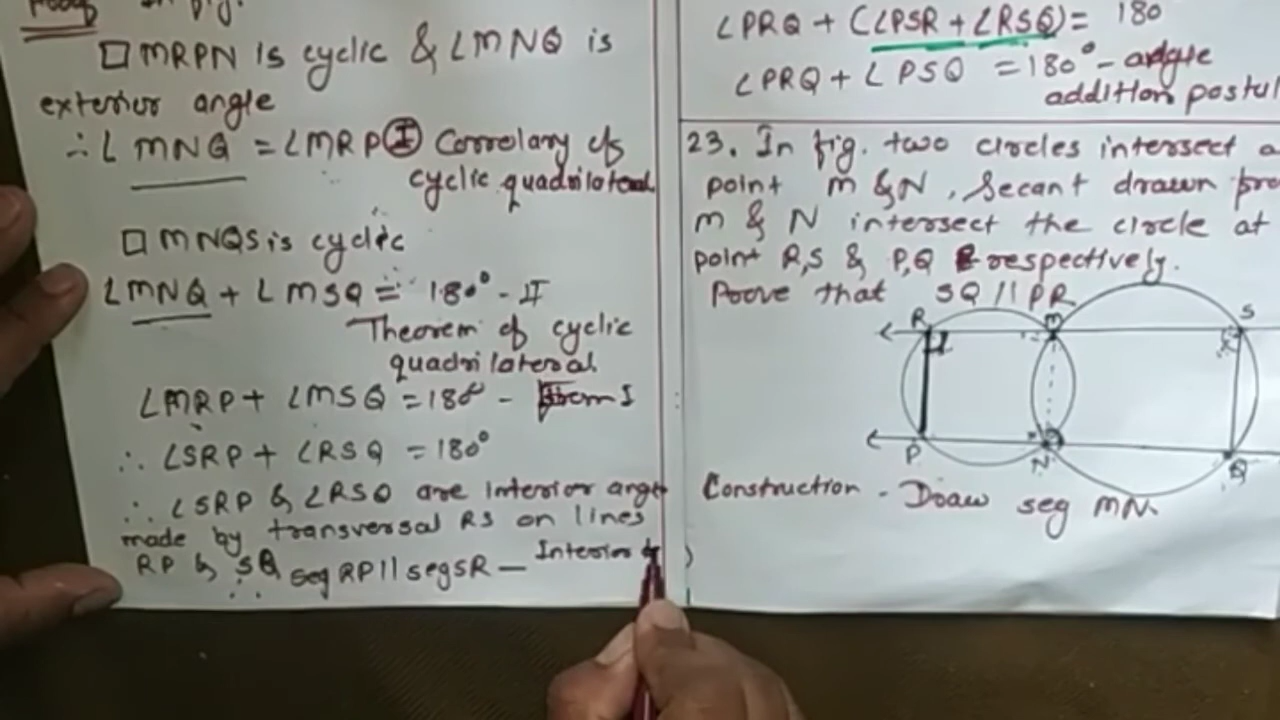 Proof In fig.
□ MRPN is cyclic & ∠MNQ is
exterior angle
∴ ∠ MNQ = ∠MRP Ⓘ Corrolary of
cyclic quadrilateral
□ MNQS is cyclic
∠MNQ + ∠MSQ = 180° - II
Theorem of cyclic
quadrilateral
∠MRP + ∠MSQ = 180° - from I
∴ ∠SRP + ∠RSQ = 180°
∴ ∠SRP & ∠RSQ are interior angle
made by transversal RS on lines
RP & SQ
∴ seg RP || seg SR — Interior
∠PRQ + (∠PSR + ∠RSQ) = 180
∠PRQ + ∠PSQ = 180° - angle
addition postul
23. In fig. two circles intersect a
point M & N, Secant drawn fro
M & N intersect the circle at
point R,S & P,Q respectively.
Prove that SQ // PR
R M S
P N Q
Construction - Draw seg MN.